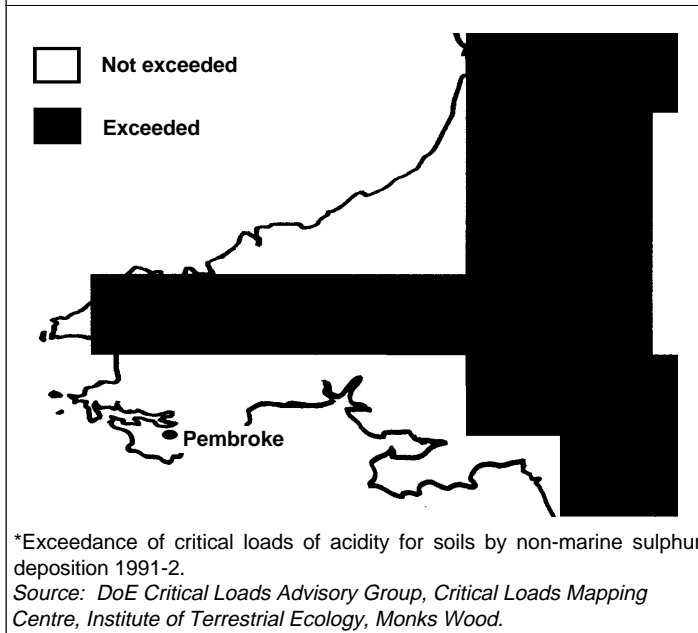 Not exceeded
Exceeded
Pembroke
*Exceedance of critical loads of acidity for soils by non-marine sulphur
deposition 1991-2.
Source: DoE Critical Loads Advisory Group, Critical Loads Mapping
Centre, Institute of Terrestrial Ecology, Monks Wood.